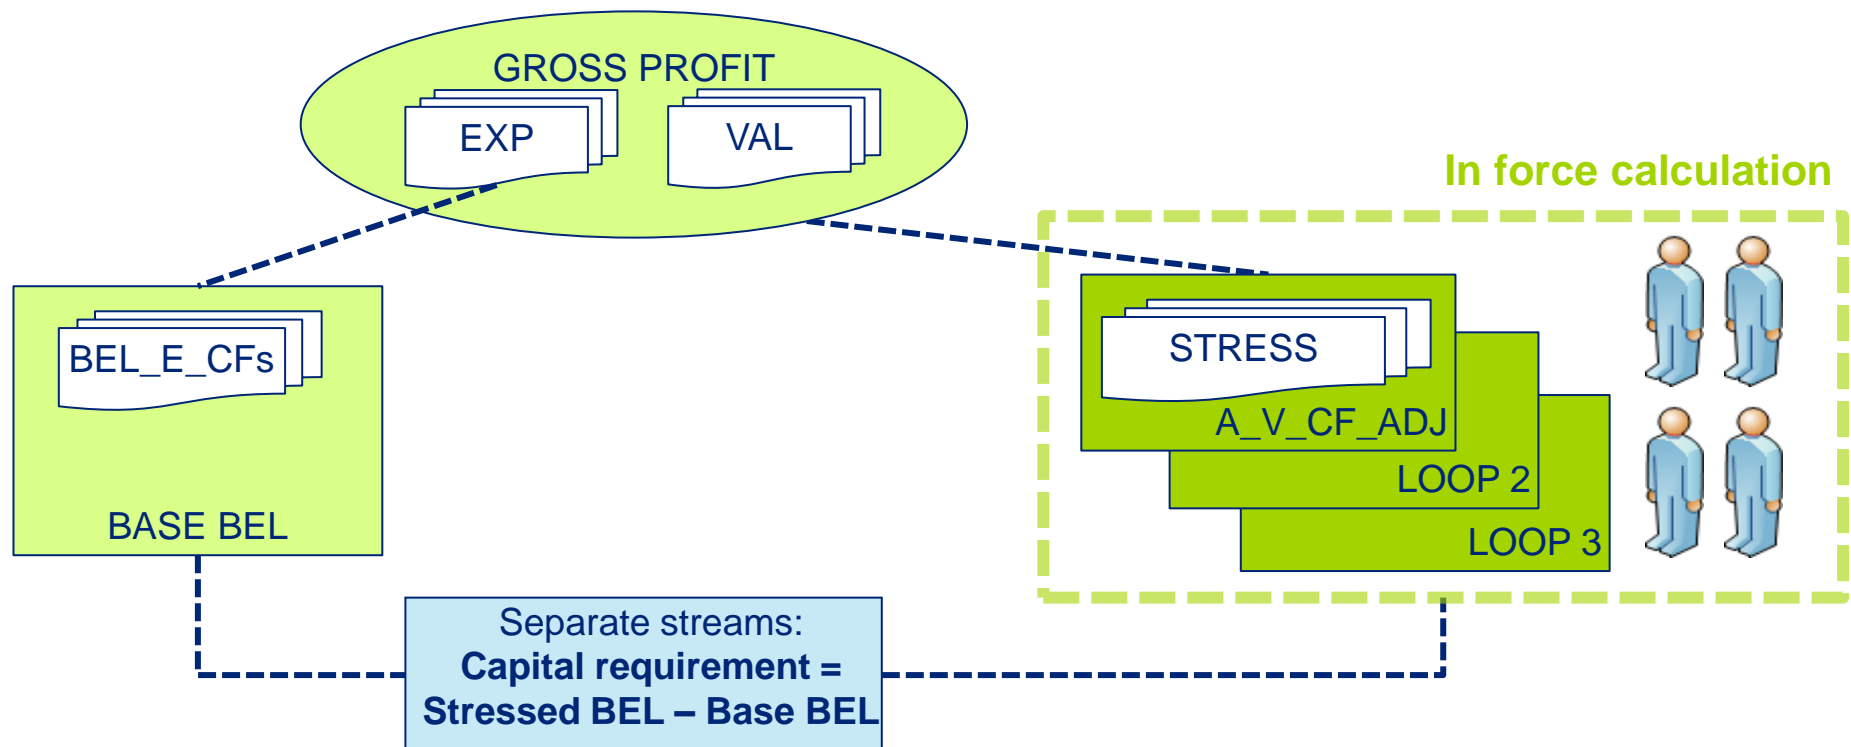 GROSS PROFIT
EXP
VAL
In force calculation
BEL_E_CFs
BASE BEL
STRESS
A_V_CF_ADJ
LOOP 2
LOOP 3
Separate streams:
Capital requirement =
Stressed BEL – Base BEL